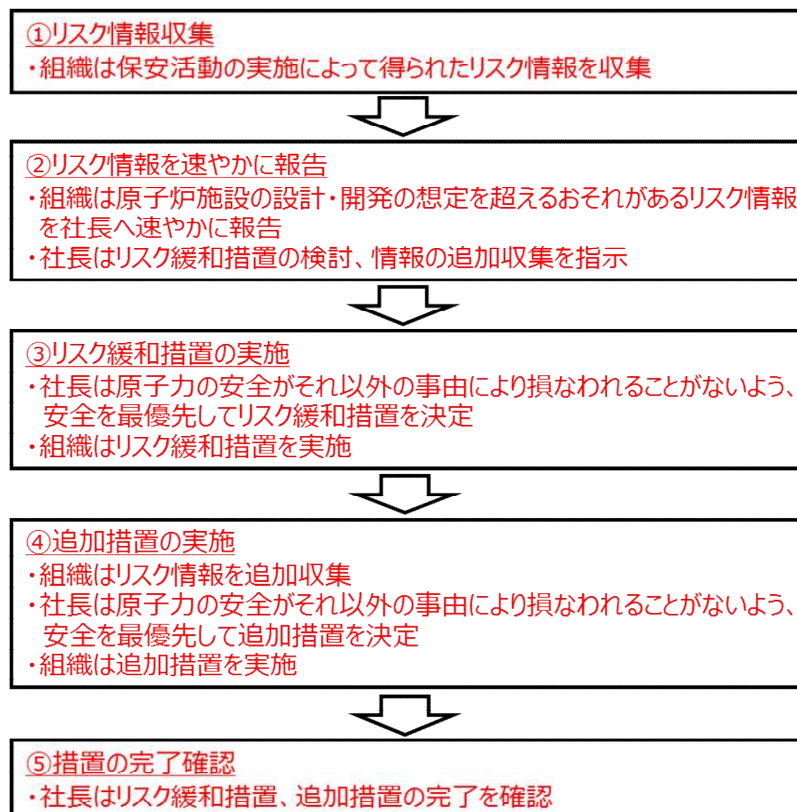 ①リスク情報収集
・組織は保安活動の実施によって得られたリスク情報を収集
②リスク情報を速やかに報告
・組織は原子炉施設の設計・開発の想定を超えるおそれがあるリスク情報
を社長へ速やかに報告
・社長はリスク緩和措置の検討、情報の追加収集を指示
③リスク緩和措置の実施
・社長は原子力の安全がそれ以外の事由により損なわれることがないよう、
安全を最優先してリスク緩和措置を決定
・組織はリスク緩和措置を実施
④追加措置の実施
・組織はリスク情報を追加収集
・社長は原子力の安全がそれ以外の事由により損なわれることがないよう、
安全を最優先して追加措置を決定
・組織は追加措置を実施
⑤措置の完了確認
・社長はリスク緩和措置、追加措置の完了を確認